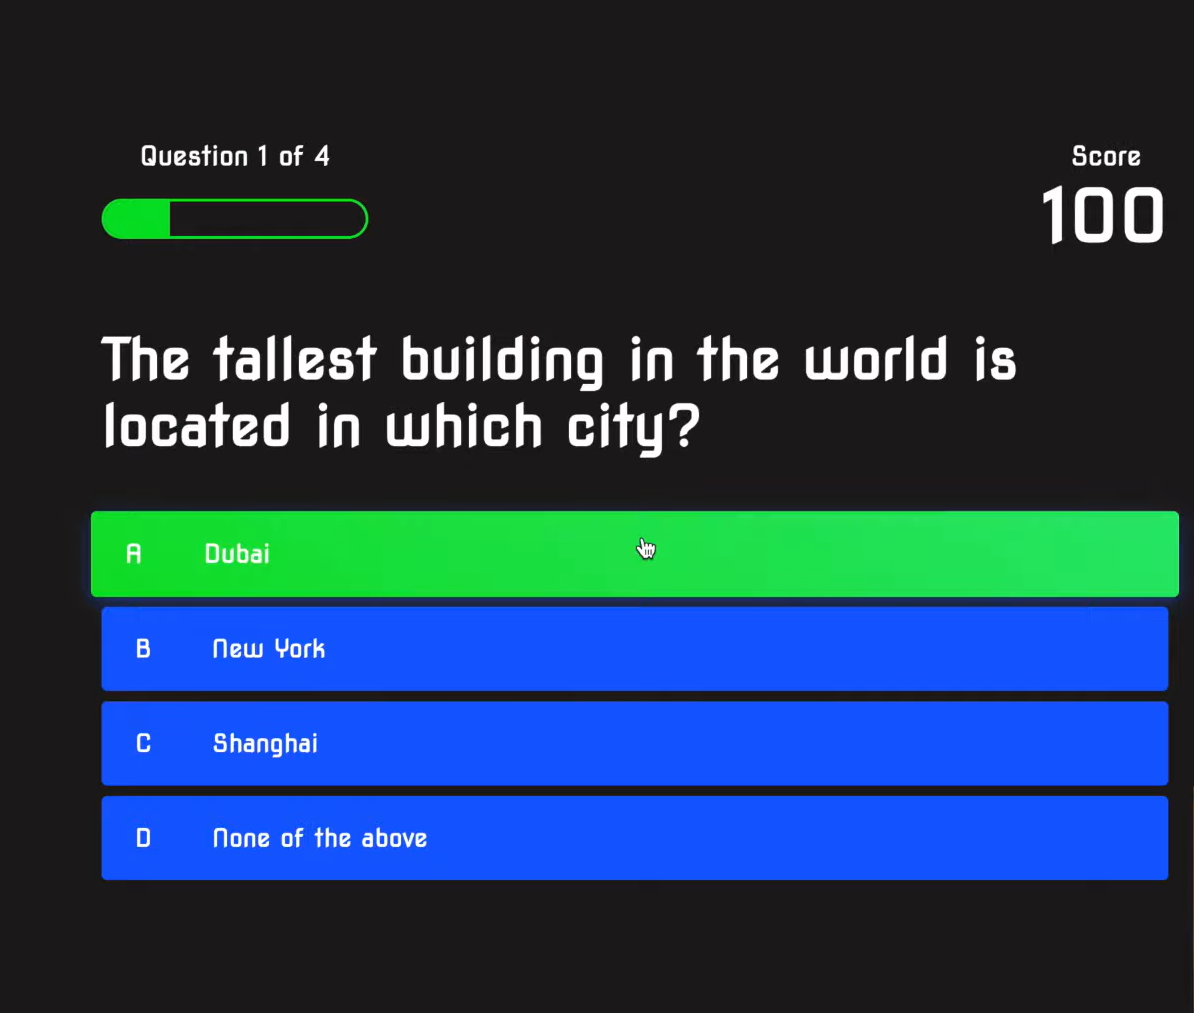 Question 1 of 4
Score
100
The tallest building in the world is
located in which city?
A Dubai
B New York
C Shanghai
D None of the above